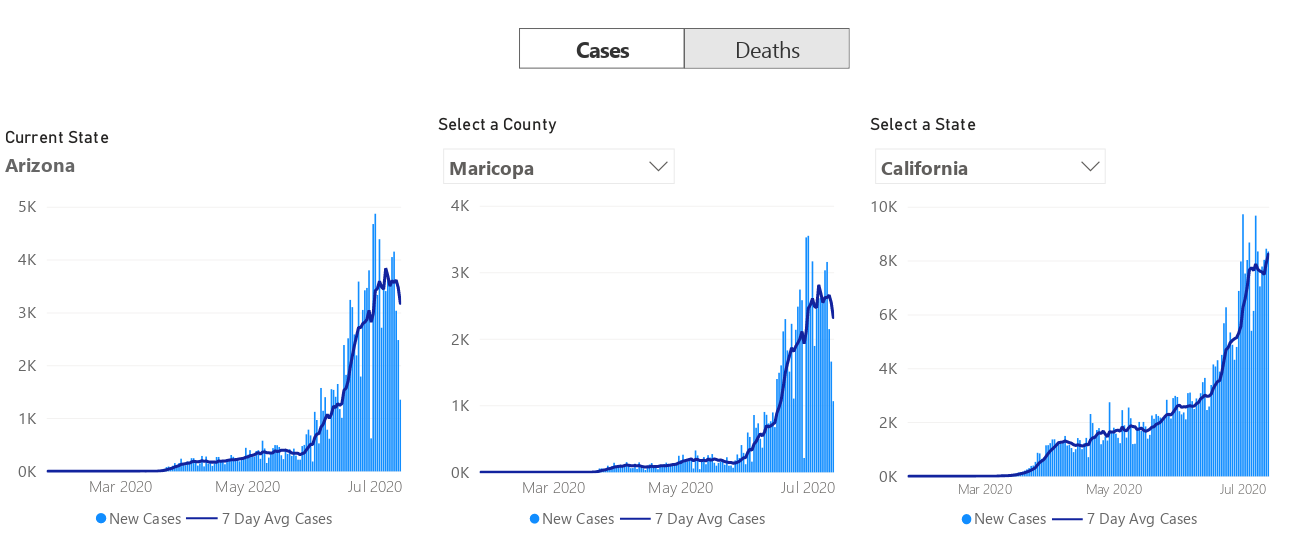 Cases Deaths
Current State
Arizona
5K
4K
3K
2K
1K
0K
Mar 2020 May 2020 Jul 2020
New Cases 7 Day Avg Cases
Select a County
Maricopa
4K
3K
2K
1K
0K
Mar 2020 May 2020 Jul 2020
New Cases 7 Day Avg Cases
Select a State
California
10K
8K
6K
4K
2K
0K
Mar 2020 May 2020 Jul 2020
New Cases 7 Day Avg Cases